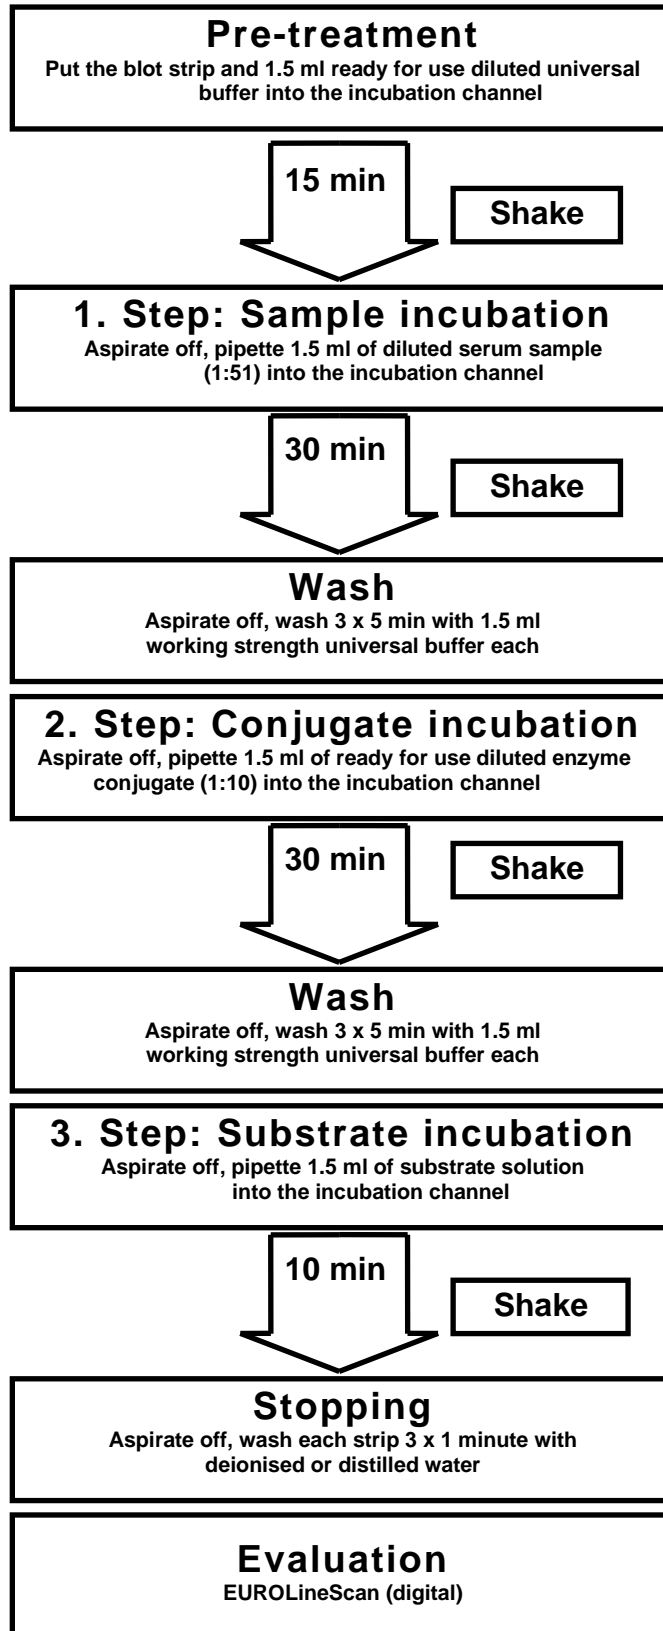 Pre-treatment
Put the blot strip and 1.5 ml ready for use diluted universal
buffer into the incubation channel
15 min
Shake
1. Step: Sample incubation
Aspirate off, pipette 1.5 ml of diluted serum sample
(1:51) into the incubation channel
30 min
Shake
Wash
Aspirate off, wash 3 x 5 min with 1.5 ml
working strength universal buffer each
2. Step: Conjugate incubation
Aspirate off, pipette 1.5 ml of ready for use diluted enzyme
conjugate (1:10) into the incubation channel
30 min
Shake
Wash
Aspirate off, wash 3 x 5 min with 1.5 ml
working strength universal buffer each
3. Step: Substrate incubation
Aspirate off, pipette 1.5 ml of substrate solution
into the incubation channel
10 min
Shake
Stopping
Aspirate off, wash each strip 3 x 1 minute with
deionised or distilled water
Evaluation
EUROLineScan (digital)